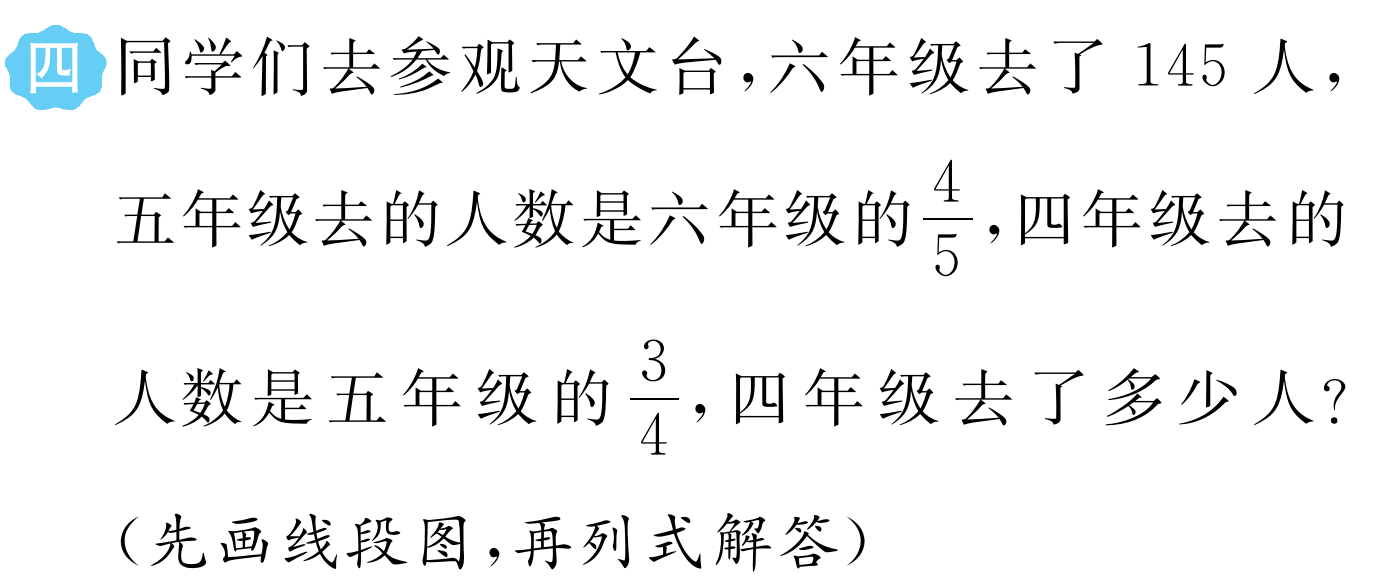 四 同学们去参观天文台,六年级去了 145 人,
五年级去的人数是六年级的4/5,四年级去的
人数是五年级的3/4,四年级去了多少人?
(先画线段图,再列式解答)